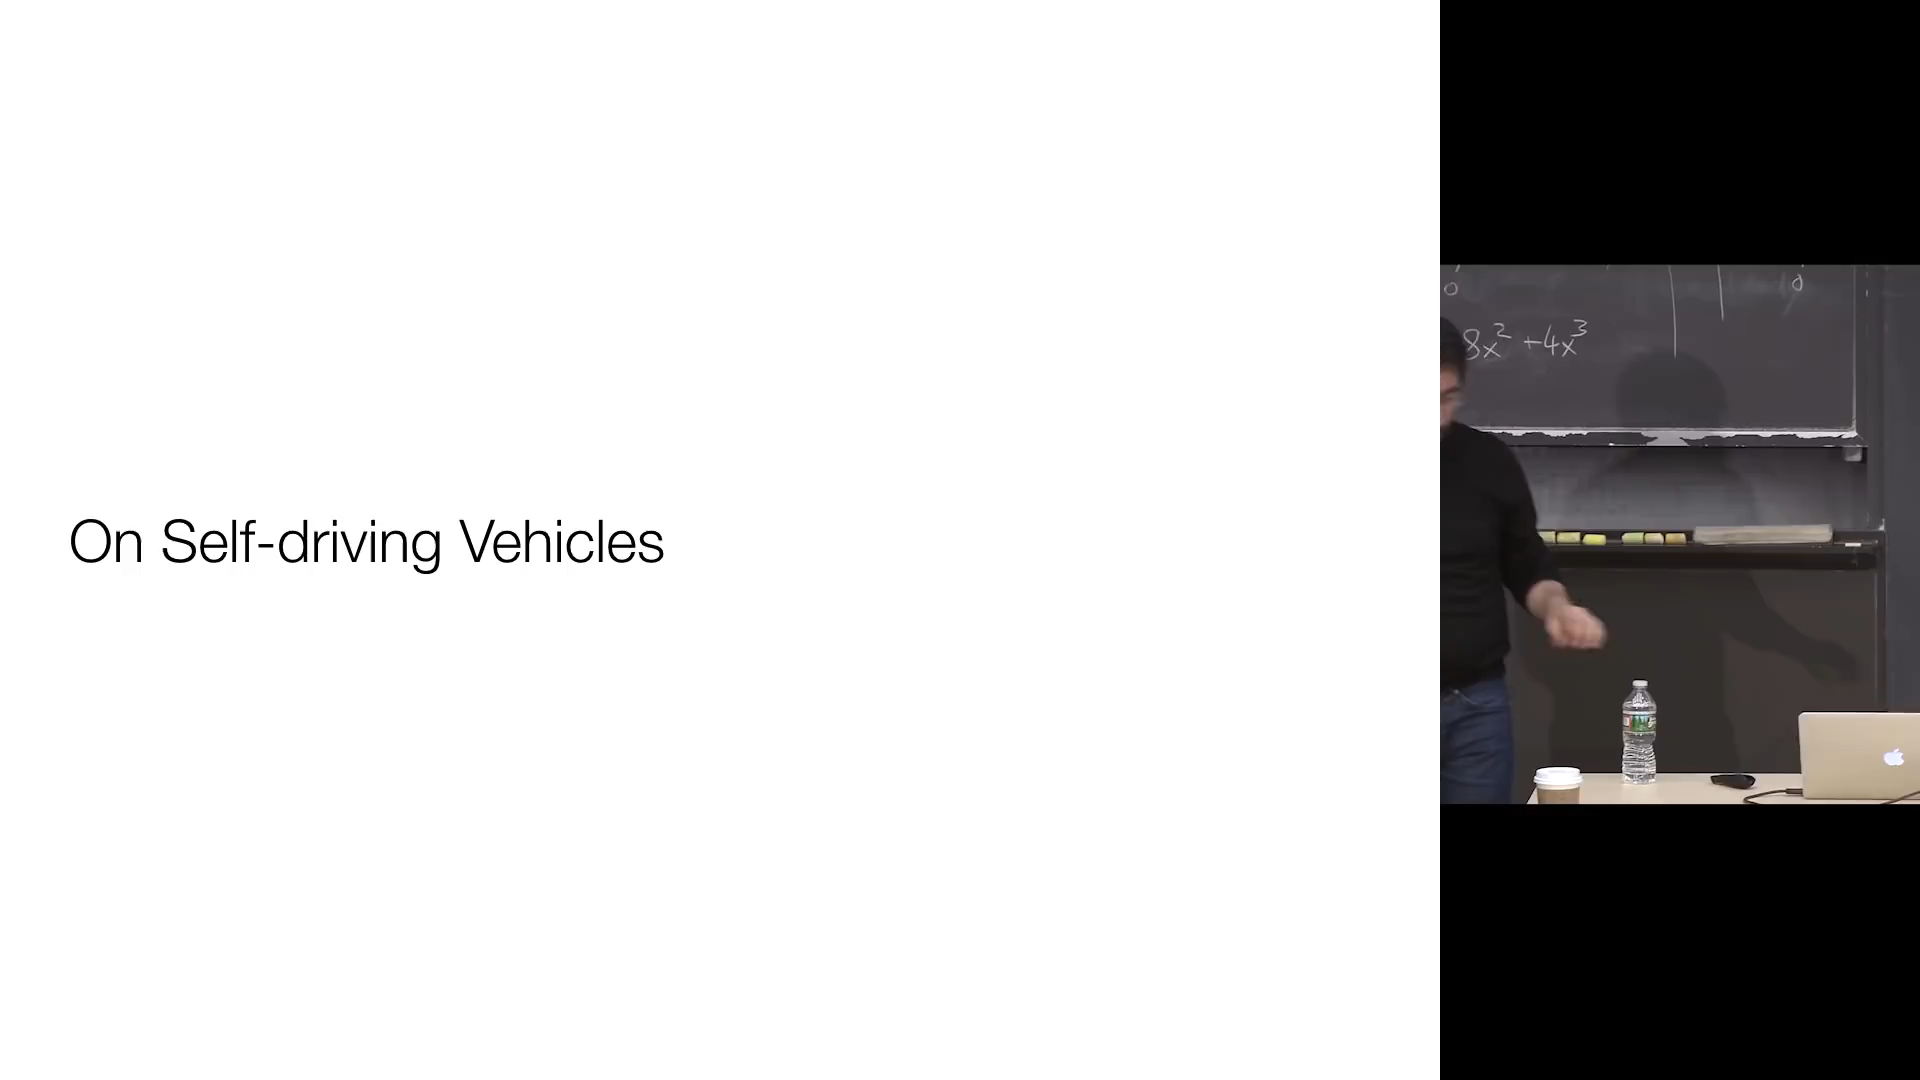 On Self-driving Vehicles
8x² +4x³